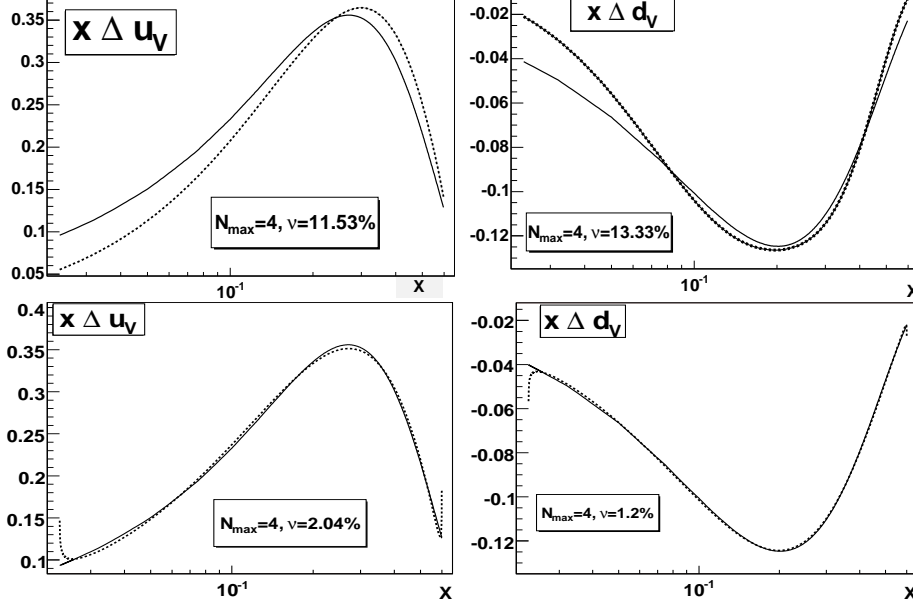 x Δ u_V
0.35
0.3
0.25
0.2
0.15
0.1
0.05
N_max=4, ν=11.53%
10⁻¹
X
x Δ d_V
-0.02
-0.04
-0.06
-0.08
-0.1
-0.12
N_max=4, ν=13.33%
10⁻¹
X
x Δ u_V
0.4
0.35
0.3
0.25
0.2
0.15
0.1
N_max=4, ν=2.04%
10⁻¹
X
x Δ d_V
-0.02
-0.04
-0.06
-0.08
-0.1
-0.12
N_max=4, ν=1.2%
10⁻¹
X